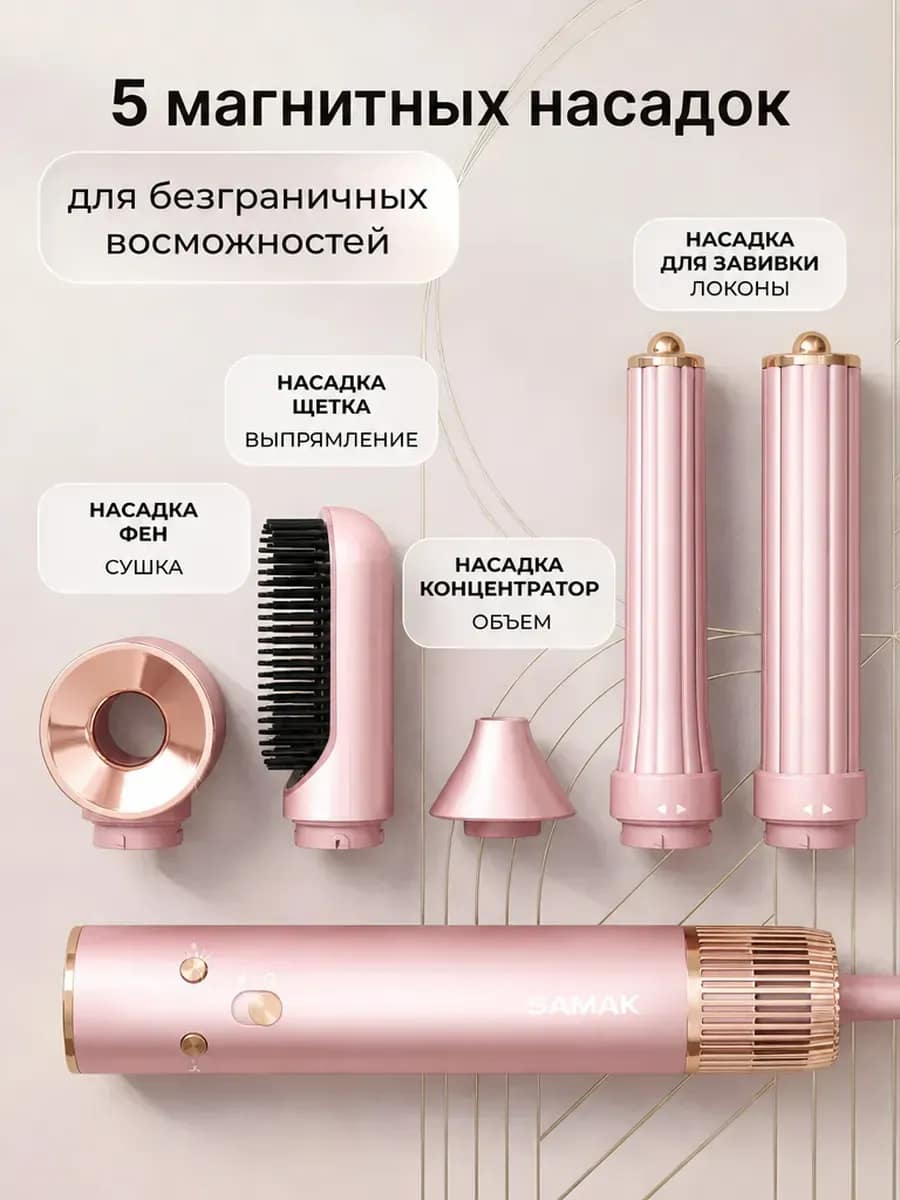 5 магнитных насадок
для безграничных
восможностей
НАСАДКА
ДЛЯ ЗАВИВКИ
ЛОКОНЫ
НАСАДКА
ЩЕТКА
ВЫПРЯМЛЕНИЕ
НАСАДКА
ФЕН
СУШКА
НАСАДКА
КОНЦЕНТРАТОР
ОБЪЕМ
SAMAK